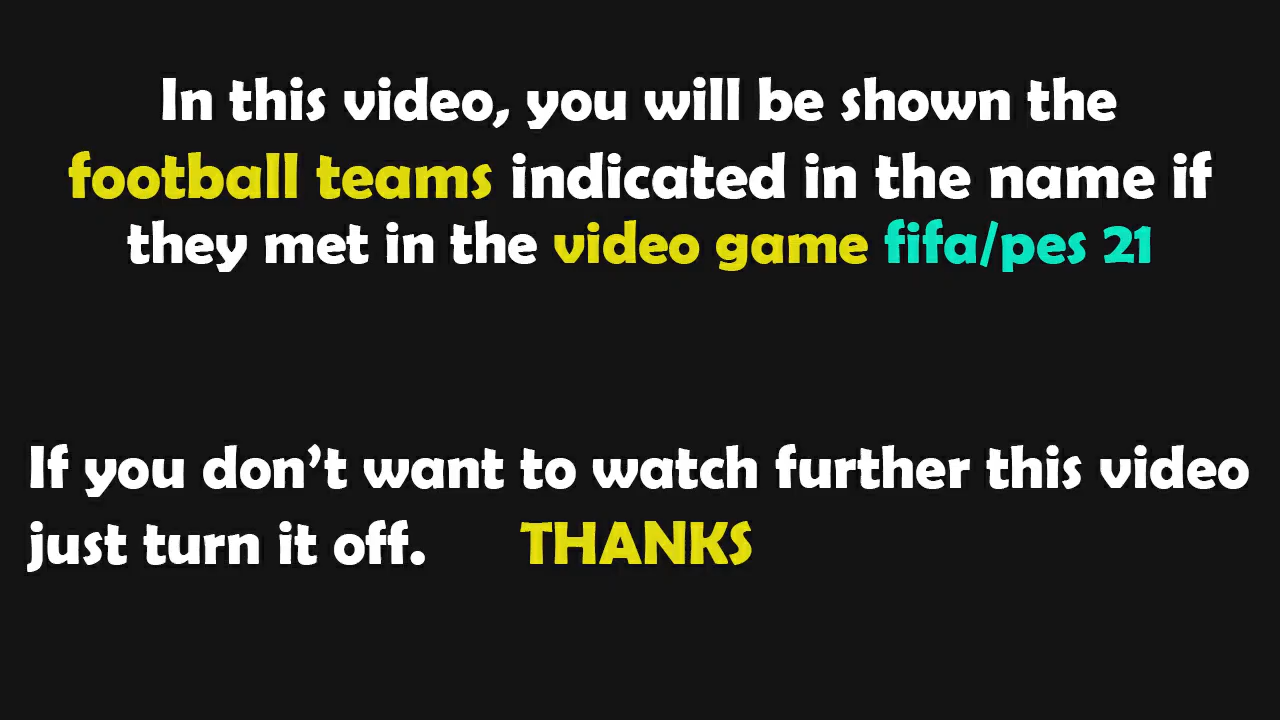 In this video, you will be shown the
football teams indicated in the name if
they met in the video game fifa/pes 21
If you don't want to watch further this video
just turn it off. THANKS